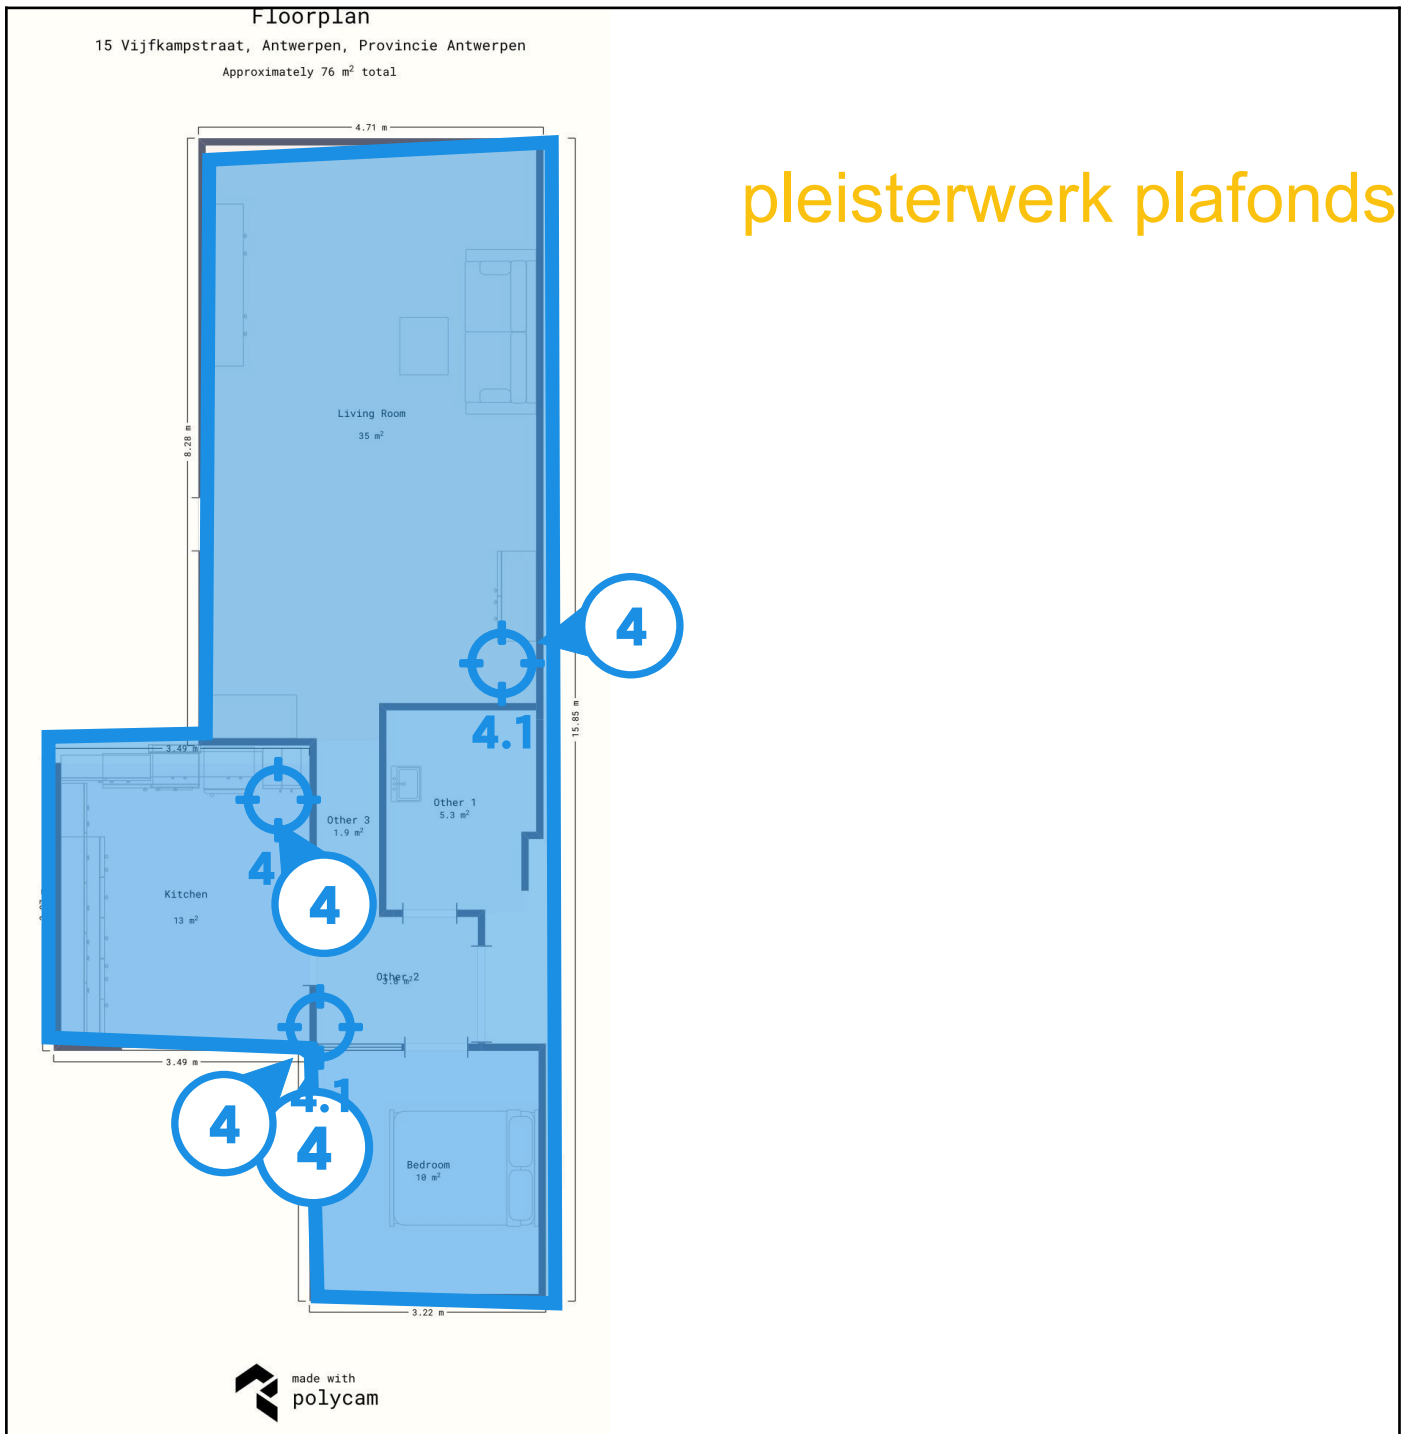 Floorplan
15 Vijfkampstraat, Antwerpen, Provincie Antwerpen
Approximately 76 m² total
4.71 m
pleisterwerk plafonds
Living Room
35 m²
8.28 m
4
15.85 m
4.1
3.49 m
Other 1
5.3 m²
Other 3
1.9 m²
4
4
Kitchen
13 m²
Other 2
3.8 m²
3.49 m
4.1
4
4
Bedroom
10 m²
3.22 m
made with
polycam